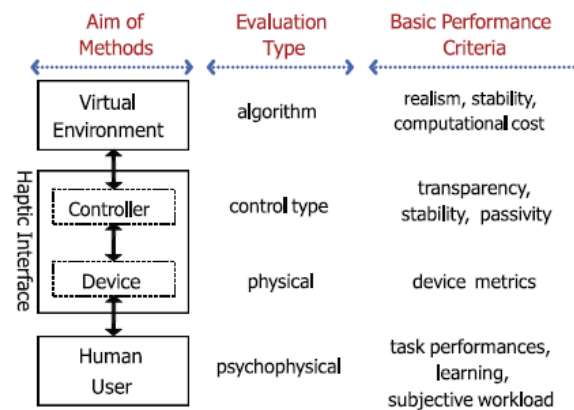 Aim of Methods
Evaluation Type
Basic Performance Criteria
Virtual Environment
algorithm
realism, stability,
computational cost
Haptic Interface
Controller
control type
transparency,
stability, passivity
Device
physical
device metrics
Human User
psychophysical
task performances,
learning,
subjective workload